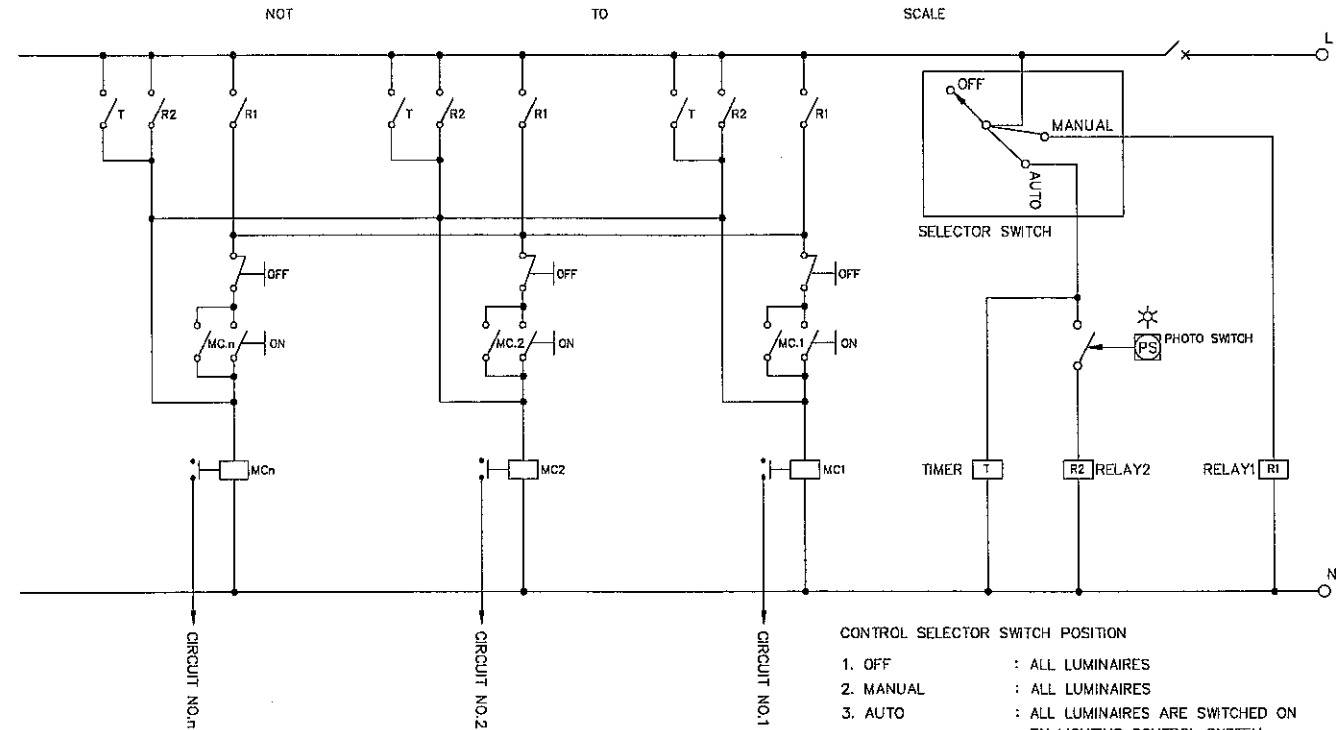 NOT TO SCALE
L
OFF
MANUAL
AUTO
SELECTOR SWITCH
T R2 R1 T R2 R1 T R2 R1
OFF OFF OFF
MC.n ON MC.2 ON MC.1 ON
PS PHOTO SWITCH
MCn MC2 MC1 TIMER T R2 RELAY2 RELAY1 R1
N
CIRCUIT NO.n CIRCUIT NO.2 CIRCUIT NO.1
CONTROL SELECTOR SWITCH POSITION
1. OFF : ALL LUMINAIRES
2. MANUAL : ALL LUMINAIRES
3. AUTO : ALL LUMINAIRES ARE SWITCHED ON